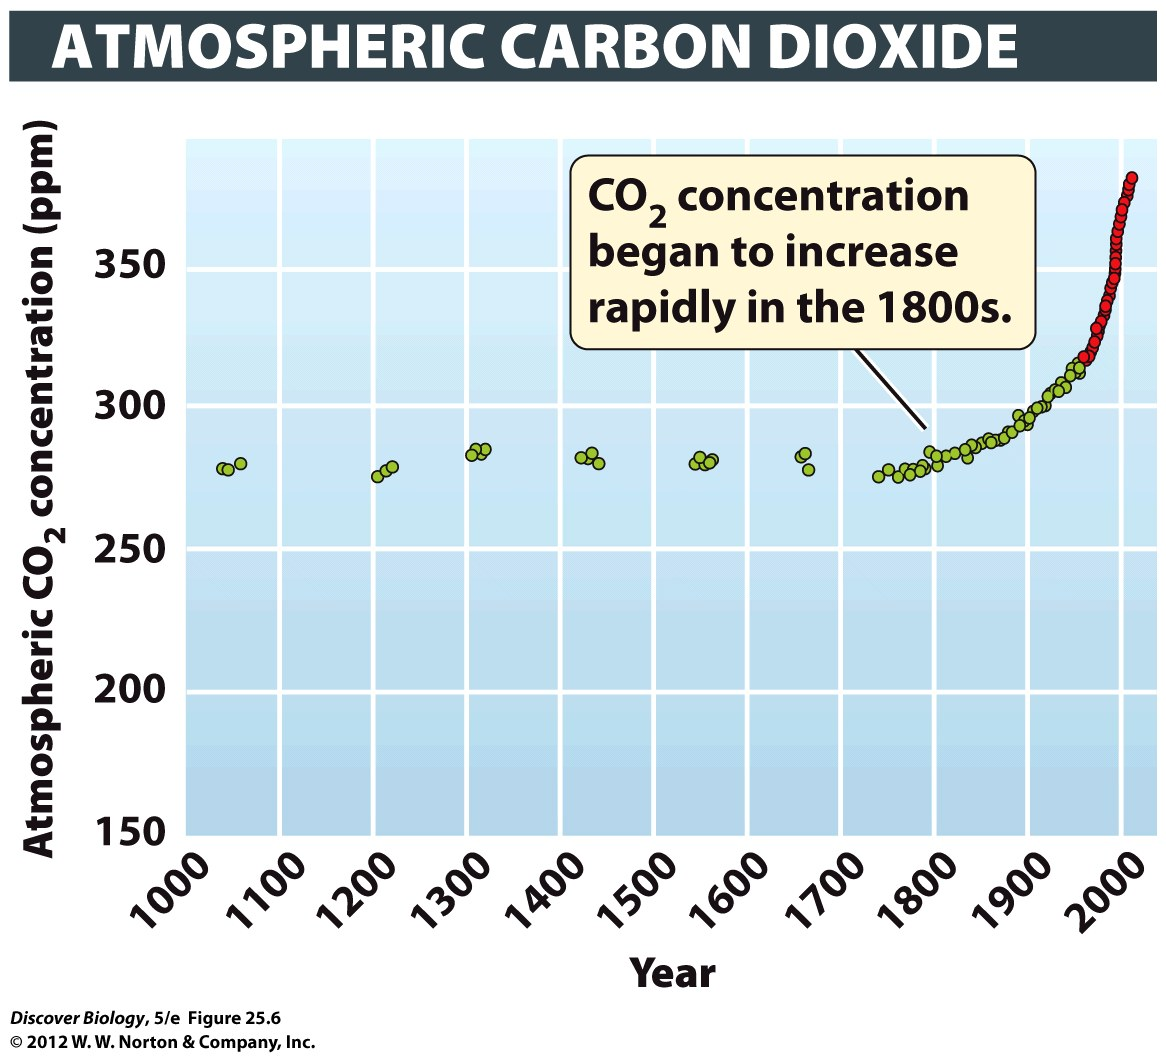 ATMOSPHERIC CARBON DIOXIDE
Atmospheric CO2 concentration (ppm)
CO2 concentration
began to increase
rapidly in the 1800s.
350
300
250
200
150
1000 1100 1200 1300 1400 1500 1600 1700 1800 1900 2000
Year
Discover Biology, 5/e Figure 25.6
© 2012 W. W. Norton & Company, Inc.